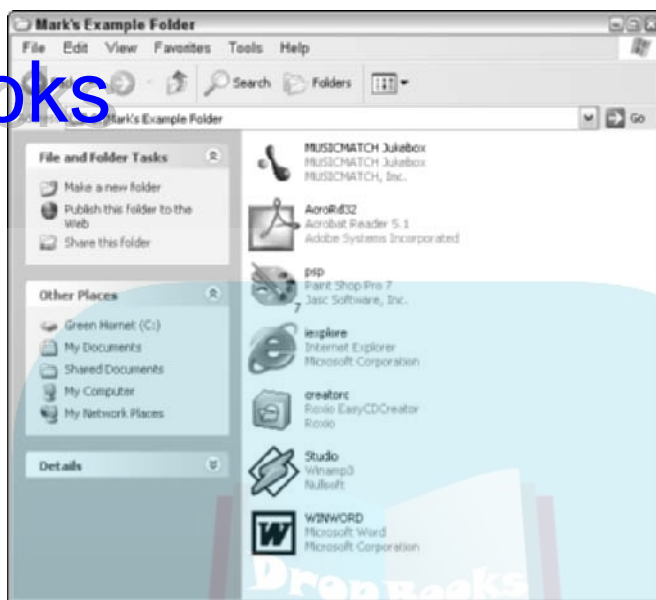 Mark's Example Folder
File Edit View Favorites Tools Help
oks
Search Folders
Mark's Example Folder Go
File and Folder Tasks
Make a new folder
Publish this folder to the
Web
Share this folder
Other Places
Green Hornet (C:)
My Documents
Shared Documents
My Computer
My Network Places
Details
MUSICMATCH Jukebox
MUSICMATCH Jukebox
MUSICMATCH, Inc.
AcroRd32
Acrobat Reader 5.1
Adobe Systems Incorporated
psp
Paint Shop Pro 7
Jasc Software, Inc.
7
iexplore
Internet Explorer
Microsoft Corporation
creatorc
Roxio EasyCDCreator
Roxio
Studio
Winamp3
Nullsoft
WINWORD
Microsoft Word
Microsoft Corporation
W
DropBooks